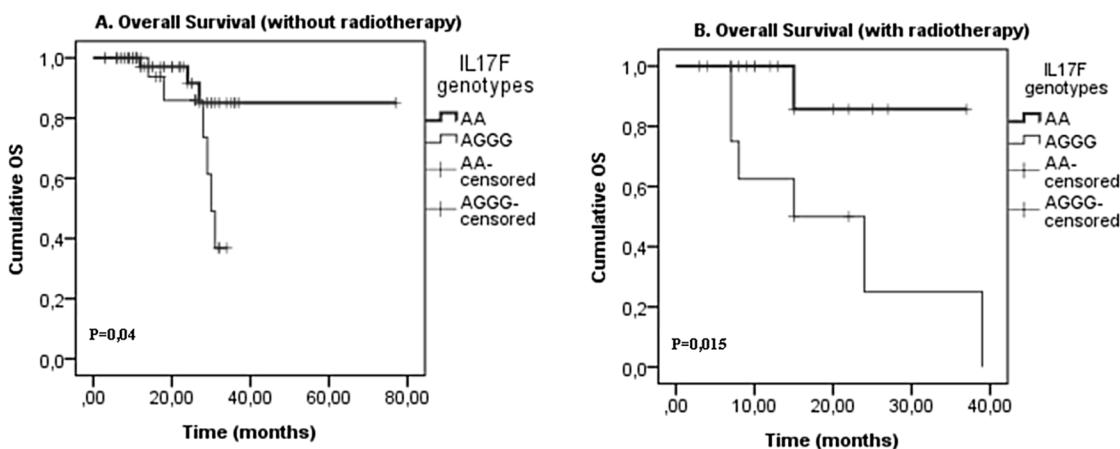 A. Overall Survival (without radiotherapy)
Cumulative OS
1,0
0,8
0,6
0,4
0,2
0,0
P=0,04
,00
20,00
40,00
60,00
80,00
Time (months)
IL17F
genotypes
AA
AGGG
AA-
censored
AGGG-
censored
B. Overall Survival (with radiotherapy)
Cumulative OS
1,0
0,8
0,6
0,4
0,2
0,0
P=0,015
,00
10,00
20,00
30,00
40,00
Time (months)
IL17F
genotypes
AA
AGGG
AA-
censored
AGGG-
censored